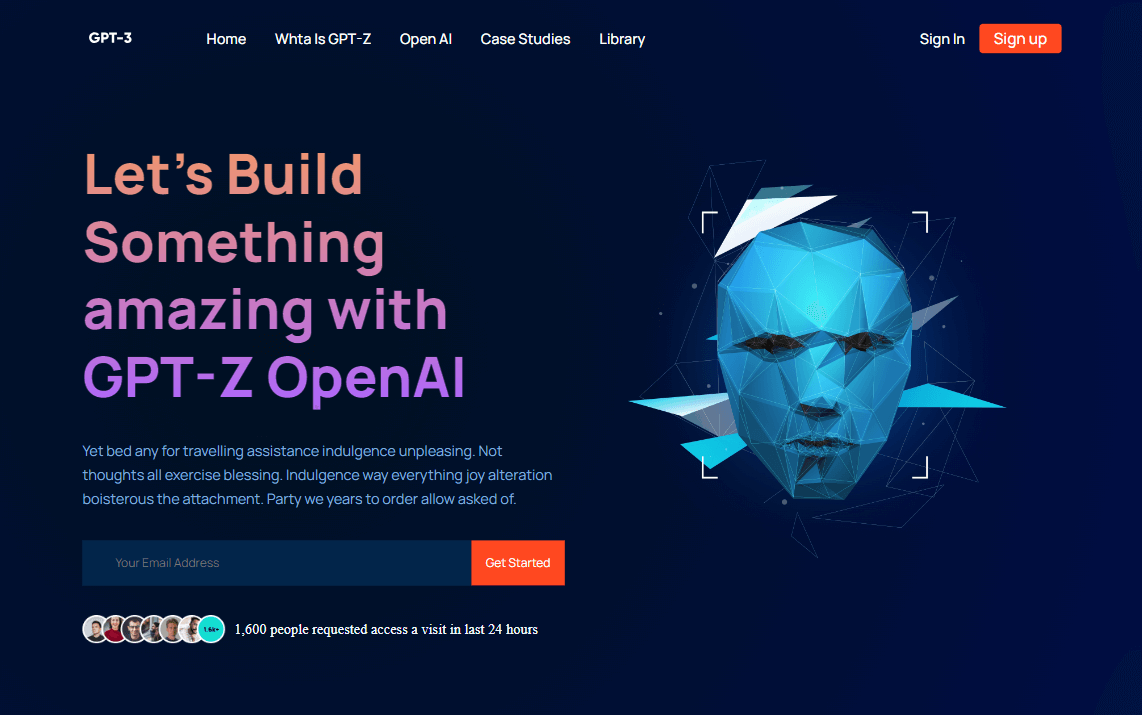 GPT-3
Home
Whta Is GPT-Z
Open AI
Case Studies
Library
Sign In
Sign up
Let's Build
Something
amazing with
GPT-Z OpenAI
Yet bed any for travelling assistance indulgence unpleasing. Not
thoughts all exercise blessing. Indulgence way everything joy alteration
boisterous the attachment. Party we years to order allow asked of.
Your Email Address
Get Started
1.6k+
1,600 people requested access a visit in last 24 hours